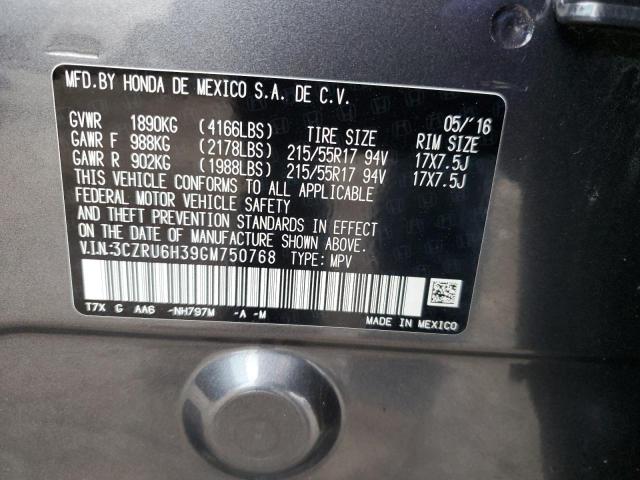 MFD.BY HONDA DE MEXICO S.A. DE C.V.
05/'16
GVWR 1890KG (4166LBS) TIRE SIZE RIM SIZE
GAWR F 988KG (2178LBS) 215/55R17 94V 17X7.5J
GAWR R 902KG (1988LBS) 215/55R17 94V 17X7.5J
THIS VEHICLE CONFORMS TO ALL APPLICABLE
FEDERAL MOTOR VEHICLE SAFETY
AND THEFT PREVENTION STANDARDS IN EFFECT
ON THE DATE OF MANUFACTURE SHOWN ABOVE.
V.I.N:3CZRU6H39GM750768 TYPE: MPV
T7X G AA6 -NH797M -A -M
MADE IN MEXICO